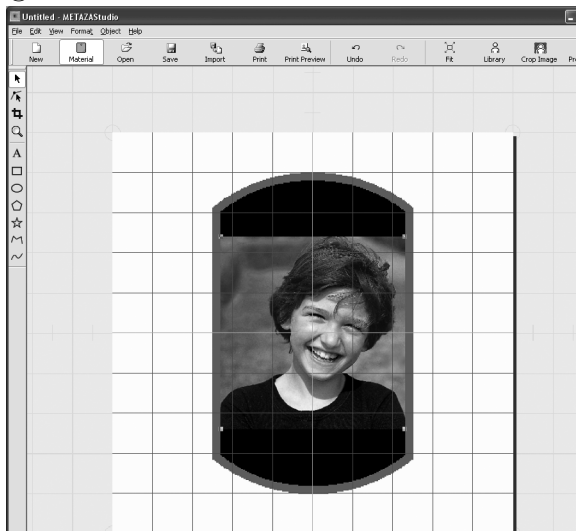 Untitled - METAZAStudio
File Edit View Format Object Help
New Material Open Save Import Print Print Preview Undo Redo Fit Library Crop Image Pre
A